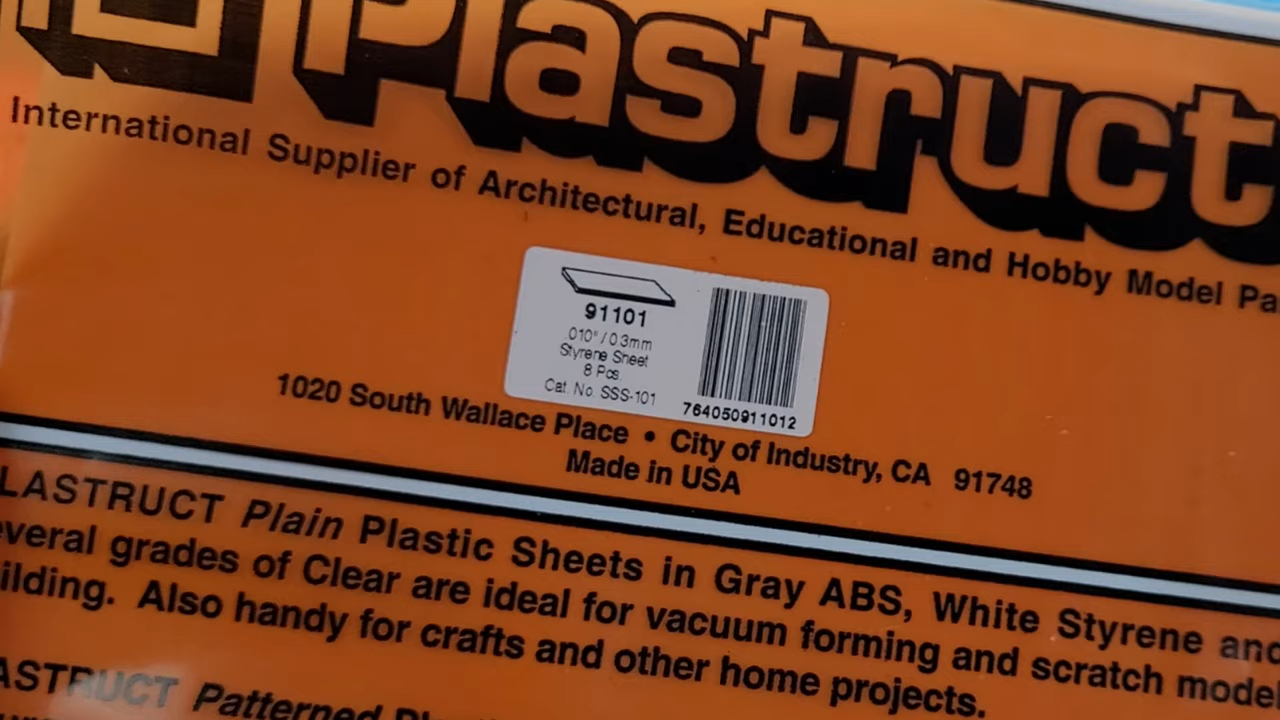 Plastruct
International Supplier of Architectural, Educational and Hobby Model Pa
91101
.010" / 0.3mm
Styrene Sheet
8 Pcs.
Cat. No. SSS-101
764050911012
1020 South Wallace Place • City of Industry, CA 91748
Made in USA
LASTRUCT Plain Plastic Sheets in Gray ABS, White Styrene and
everal grades of Clear are ideal for vacuum forming and scratch model
ilding. Also handy for crafts and other home projects.
ASTRUCT Patterned